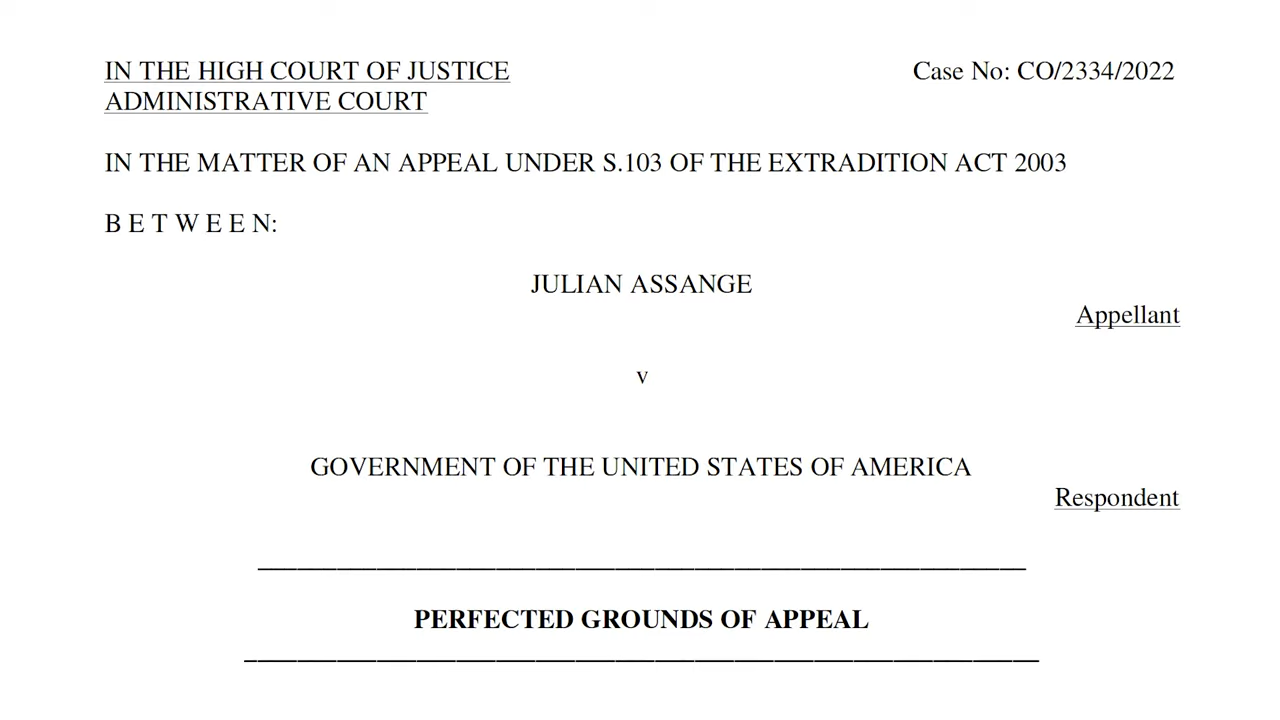 IN THE HIGH COURT OF JUSTICE Case No: CO/2334/2022
ADMINISTRATIVE COURT
IN THE MATTER OF AN APPEAL UNDER S.103 OF THE EXTRADITION ACT 2003
B E T W E E N:
JULIAN ASSANGE
Appellant
v
GOVERNMENT OF THE UNITED STATES OF AMERICA
Respondent
PERFECTED GROUNDS OF APPEAL